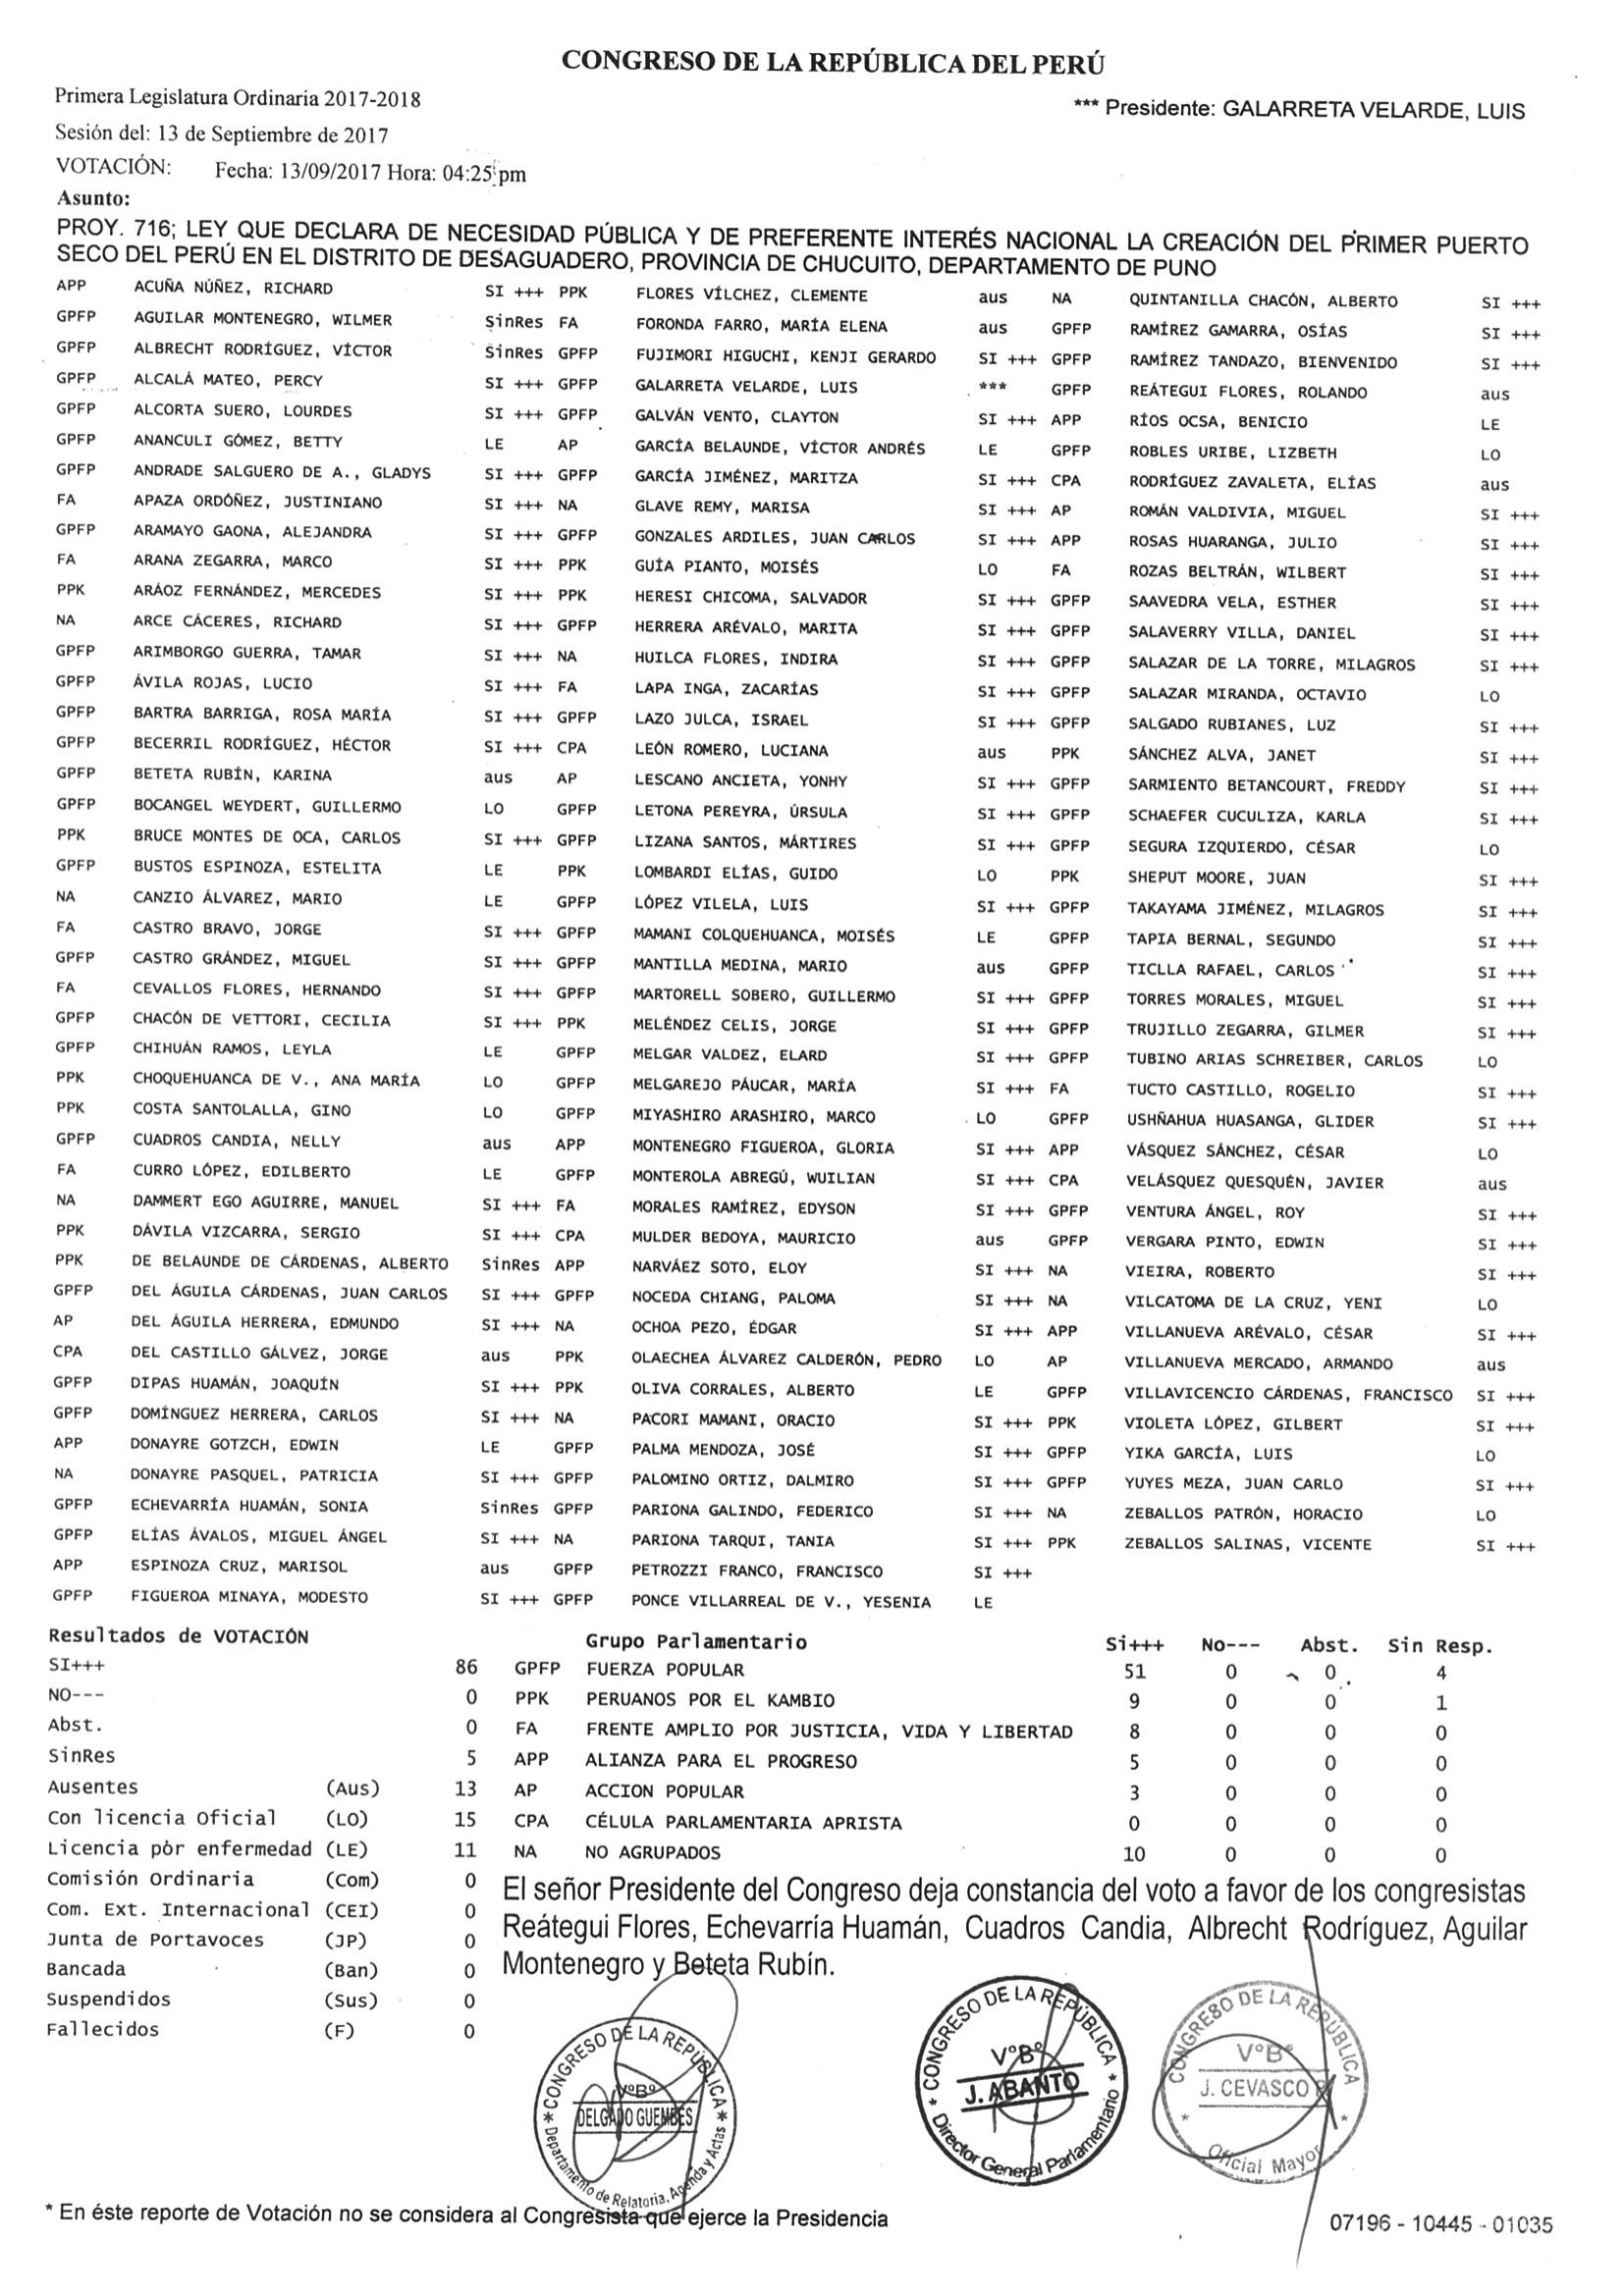 CONGRESO DE LA REPÚBLICA DEL PERÚ
Primera Legislatura Ordinaria 2017-2018
*** Presidente: GALARRETA VELARDE, LUIS
Sesión del: 13 de Septiembre de 2017
VOTACIÓN: Fecha: 13/09/2017 Hora: 04:25 pm
Asunto:
PROY. 716; LEY QUE DECLARA DE NECESIDAD PÚBLICA Y DE PREFERENTE INTERÉS NACIONAL LA CREACIÓN DEL PRIMER PUERTO
SECO DEL PERÚ EN EL DISTRITO DE DESAGUADERO, PROVINCIA DE CHUCUITO, DEPARTAMENTO DE PUNO
APP ACUÑA NÚÑEZ, RICHARD SI +++ PPK FLORES VÍLCHEZ, CLEMENTE aus NA QUINTANILLA CHACÓN, ALBERTO SI +++
GPFP AGUILAR MONTENEGRO, WILMER SinRes FA FORONDA FARRO, MARÍA ELENA aus GPFP RAMÍREZ GAMARRA, OSÍAS SI +++
GPFP ALBRECHT RODRÍGUEZ, VÍCTOR SinRes GPFP FUJIMORI HIGUCHI, KENJI GERARDO SI +++ GPFP RAMÍREZ TANDAZO, BIENVENIDO SI +++
GPFP ALCALÁ MATEO, PERCY SI +++ GPFP GALARRETA VELARDE, LUIS *** GPFP REÁTEGUI FLORES, ROLANDO aus
GPFP ALCORTA SUERO, LOURDES SI +++ GPFP GALVÁN VENTO, CLAYTON SI +++ APP RÍOS OCSA, BENICIO LE
GPFP ANANCULI GÓMEZ, BETTY LE AP GARCÍA BELAUNDE, VÍCTOR ANDRÉS LE GPFP ROBLES URIBE, LIZBETH LO
GPFP ANDRADE SALGUERO DE A., GLADYS SI +++ GPFP GARCÍA JIMÉNEZ, MARITZA SI +++ CPA RODRÍGUEZ ZAVALETA, ELÍAS aus
FA APAZA ORDÓÑEZ, JUSTINIANO SI +++ NA GLAVE REMY, MARISA SI +++ AP ROMÁN VALDIVIA, MIGUEL SI +++
GPFP ARAMAYO GAONA, ALEJANDRA SI +++ GPFP GONZALES ARDILES, JUAN CARLOS SI +++ APP ROSAS HUARANGA, JULIO SI +++
FA ARANA ZEGARRA, MARCO SI +++ PPK GUÍA PIANTO, MOISÉS LO FA ROZAS BELTRÁN, WILBERT SI +++
PPK ARÁOZ FERNÁNDEZ, MERCEDES SI +++ PPK HERESI CHICOMA, SALVADOR SI +++ GPFP SAAVEDRA VELA, ESTHER SI +++
NA ARCE CÁCERES, RICHARD SI +++ GPFP HERRERA ARÉVALO, MARITA SI +++ GPFP SALAVERRY VILLA, DANIEL SI +++
GPFP ARIMBORGO GUERRA, TAMAR SI +++ NA HUILCA FLORES, INDIRA SI +++ GPFP SALAZAR DE LA TORRE, MILAGROS SI +++
GPFP ÁVILA ROJAS, LUCIO SI +++ FA LAPA INGA, ZACARÍAS SI +++ GPFP SALAZAR MIRANDA, OCTAVIO LO
GPFP BARTRA BARRIGA, ROSA MARÍA SI +++ GPFP LAZO JULCA, ISRAEL SI +++ GPFP SALGADO RUBIANES, LUZ SI +++
GPFP BECERRIL RODRÍGUEZ, HÉCTOR SI +++ CPA LEÓN ROMERO, LUCIANA aus PPK SÁNCHEZ ALVA, JANET SI +++
GPFP BETETA RUBÍN, KARINA aus AP LESCANO ANCIETA, YONHY SI +++ GPFP SARMIENTO BETANCOURT, FREDDY SI +++
GPFP BOCANGEL WEYDERT, GUILLERMO LO GPFP LETONA PEREYRA, ÚRSULA SI +++ GPFP SCHAEFER CUCULIZA, KARLA SI +++
PPK BRUCE MONTES DE OCA, CARLOS SI +++ GPFP LIZANA SANTOS, MÁRTIRES SI +++ GPFP SEGURA IZQUIERDO, CÉSAR LO
GPFP BUSTOS ESPINOZA, ESTELITA LE PPK LOMBARDI ELÍAS, GUIDO LO PPK SHEPUT MOORE, JUAN SI +++
NA CANZIO ÁLVAREZ, MARIO LE GPFP LÓPEZ VILELA, LUIS SI +++ GPFP TAKAYAMA JIMÉNEZ, MILAGROS SI +++
FA CASTRO BRAVO, JORGE SI +++ GPFP MAMANI COLQUEHUANCA, MOISÉS LE GPFP TAPIA BERNAL, SEGUNDO SI +++
GPFP CASTRO GRÁNDEZ, MIGUEL SI +++ GPFP MANTILLA MEDINA, MARIO aus GPFP TICLLA RAFAEL, CARLOS SI +++
FA CEVALLOS FLORES, HERNANDO SI +++ GPFP MARTORELL SOBERO, GUILLERMO SI +++ GPFP TORRES MORALES, MIGUEL SI +++
GPFP CHACÓN DE VETTORI, CECILIA SI +++ PPK MELÉNDEZ CELIS, JORGE SI +++ GPFP TRUJILLO ZEGARRA, GILMER SI +++
GPFP CHIHUÁN RAMOS, LEYLA LE GPFP MELGAR VALDEZ, ELARD SI +++ GPFP TUBINO ARIAS SCHREIBER, CARLOS LO
PPK CHOQUEHUANCA DE V., ANA MARÍA LO GPFP MELGAREJO PÁUCAR, MARÍA SI +++ FA TUCTO CASTILLO, ROGELIO SI +++
PPK COSTA SANTOLALLA, GINO LO GPFP MIYASHIRO ARASHIRO, MARCO LO GPFP USHÑAHUA HUASANGA, GLIDER SI +++
GPFP CUADROS CANDIA, NELLY aus APP MONTENEGRO FIGUEROA, GLORIA SI +++ APP VÁSQUEZ SÁNCHEZ, CÉSAR LO
FA CURRO LÓPEZ, EDILBERTO LE GPFP MONTEROLA ABREGÚ, WUILIAN SI +++ CPA VELÁSQUEZ QUESQUÉN, JAVIER aus
NA DAMMERT EGO AGUIRRE, MANUEL SI +++ FA MORALES RAMÍREZ, EDYSON SI +++ GPFP VENTURA ÁNGEL, ROY SI +++
PPK DÁVILA VIZCARRA, SERGIO SI +++ CPA MULDER BEDOYA, MAURICIO aus GPFP VERGARA PINTO, EDWIN SI +++
PPK DE BELAUNDE DE CÁRDENAS, ALBERTO SinRes APP NARVÁEZ SOTO, ELOY SI +++ NA VIEIRA, ROBERTO SI +++
GPFP DEL ÁGUILA CÁRDENAS, JUAN CARLOS SI +++ GPFP NOCEDA CHIANG, PALOMA SI +++ NA VILCATOMA DE LA CRUZ, YENI LO
AP DEL ÁGUILA HERRERA, EDMUNDO SI +++ NA OCHOA PEZO, ÉDGAR SI +++ APP VILLANUEVA ARÉVALO, CÉSAR SI +++
CPA DEL CASTILLO GÁLVEZ, JORGE aus PPK OLAECHEA ÁLVAREZ CALDERÓN, PEDRO LO AP VILLANUEVA MERCADO, ARMANDO aus
GPFP DIPAS HUAMÁN, JOAQUÍN SI +++ PPK OLIVA CORRALES, ALBERTO LE GPFP VILLAVICENCIO CÁRDENAS, FRANCISCO SI +++
GPFP DOMÍNGUEZ HERRERA, CARLOS SI +++ NA PACORI MAMANI, ORACIO SI +++ PPK VIOLETA LÓPEZ, GILBERT SI +++
APP DONAYRE GOTZCH, EDWIN LE GPFP PALMA MENDOZA, JOSÉ SI +++ GPFP YIKA GARCÍA, LUIS LO
NA DONAYRE PASQUEL, PATRICIA SI +++ GPFP PALOMINO ORTIZ, DALMIRO SI +++ GPFP YUYES MEZA, JUAN CARLO SI +++
GPFP ECHEVARRÍA HUAMÁN, SONIA SinRes GPFP PARIONA GALINDO, FEDERICO SI +++ NA ZEBALLOS PATRÓN, HORACIO LO
GPFP ELÍAS ÁVALOS, MIGUEL ÁNGEL SI +++ NA PARIONA TARQUI, TANIA SI +++ PPK ZEBALLOS SALINAS, VICENTE SI +++
APP ESPINOZA CRUZ, MARISOL aus GPFP PETROZZI FRANCO, FRANCISCO SI +++
GPFP FIGUEROA MINAYA, MODESTO SI +++ GPFP PONCE VILLARREAL DE V., YESENIA LE
Resultados de VOTACIÓN Grupo Parlamentario Si+++ No--- Abst. Sin Resp.
SI+++ 86 GPFP FUERZA POPULAR 51 0 0 4
NO--- 0 PPK PERUANOS POR EL KAMBIO 9 0 0 1
Abst. 0 FA FRENTE AMPLIO POR JUSTICIA, VIDA Y LIBERTAD 8 0 0 0
SinRes 5 APP ALIANZA PARA EL PROGRESO 5 0 0 0
Ausentes (Aus) 13 AP ACCION POPULAR 3 0 0 0
Con licencia Oficial (LO) 15 CPA CÉLULA PARLAMENTARIA APRISTA 0 0 0 0
Licencia pór enfermedad (LE) 11 NA NO AGRUPADOS 10 0 0 0
Comisión Ordinaria (Com) 0
Com. Ext. Internacional (CEI) 0
Junta de Portavoces (JP) 0
Bancada (Ban) 0
Suspendidos (Sus) 0
Fallecidos (F) 0
El señor Presidente del Congreso deja constancia del voto a favor de los congresistas
Reátegui Flores, Echevarría Huamán, Cuadros Candia, Albrecht Rodríguez, Aguilar
Montenegro y Beteta Rubín.
CONGRESO DE LA REPÚBLICA
V°B°
DELGADO GUEMBES
Departamento de Relatoría, Agenda y Actas
CONGRESO DE LA REPÚBLICA
V°B°
J. ABANTO
Director General Parlamentario
CONGRESO DE LA REPÚBLICA
V°B°
J. CEVASCO
Oficial Mayor
* En éste reporte de Votación no se considera al Congresista que ejerce la Presidencia
07196 - 10445 - 01035